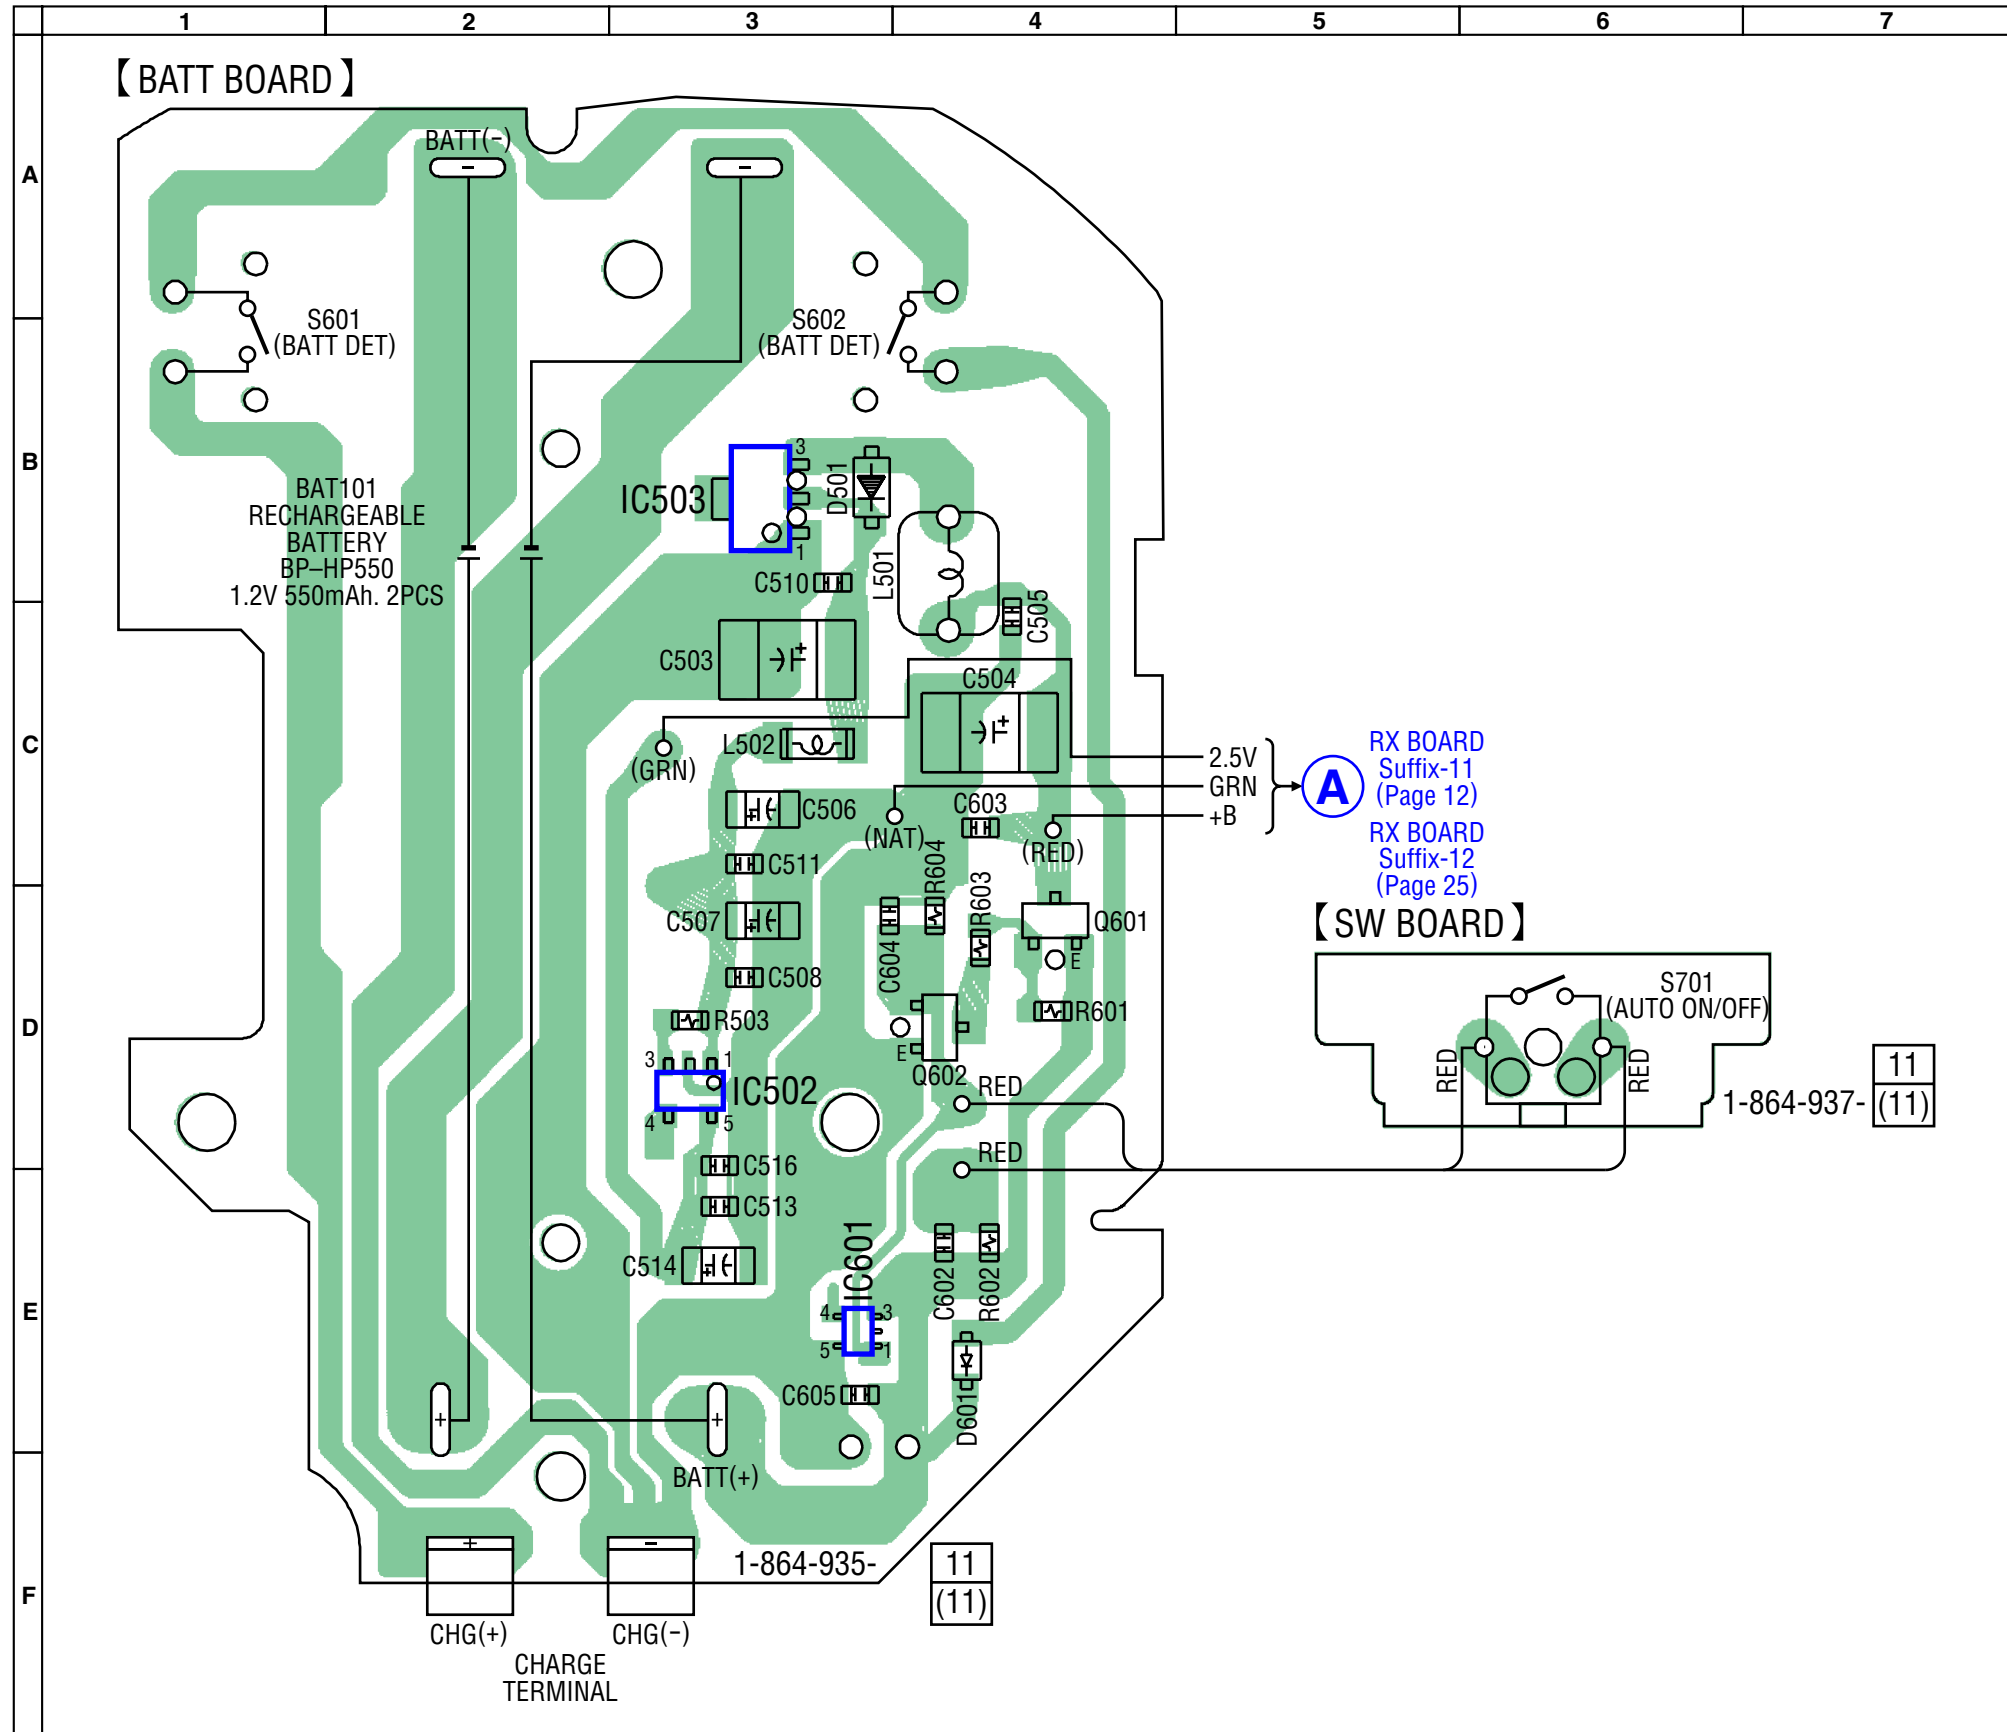 1 2 3 4 5 6 7
【BATT BOARD】
A
BATT(−)
−
−
S601
(BATT DET)
S602
(BATT DET)
B
3
IC503
1
D501
BAT101
RECHARGEABLE
BATTERY
BP–HP550
1.2V 550mAh. 2PCS
C510
L501
C505
C503
+
C504
+
C
L502
(GRN)
2.5V
GRN
+B
A
RX BOARD
Suffix-11
(Page 12)
RX BOARD
Suffix-12
(Page 25)
C506
+
C603
(NAT)
(RED)
C511
R604
R603
C507
+
C604
Q601
E
【SW BOARD】
C508
S701
(AUTO ON/OFF)
D
R503
R601
3
1
IC502
4
5
E
Q602
RED
RED
RED
RED
1-864-937-
11
(11)
C516
C513
C514
+
IC601
C602
R602
E
4
3
5
1
C605
D601
+
+
BATT(+)
F
+
−
1-864-935-
11
(11)
CHG(+)
CHG(−)
CHARGE
TERMINAL